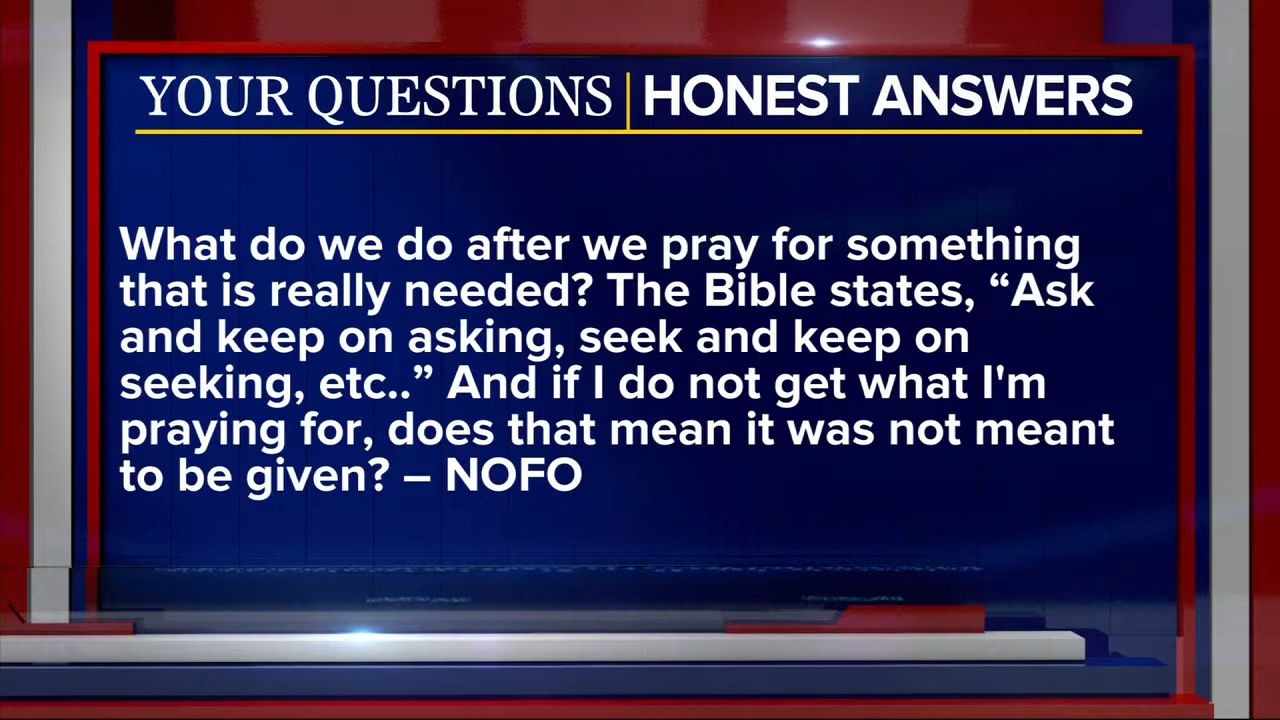 YOUR QUESTIONS | HONEST ANSWERS
What do we do after we pray for something
that is really needed? The Bible states, “Ask
and keep on asking, seek and keep on
seeking, etc..” And if I do not get what I'm
praying for, does that mean it was not meant
to be given? – NOFO